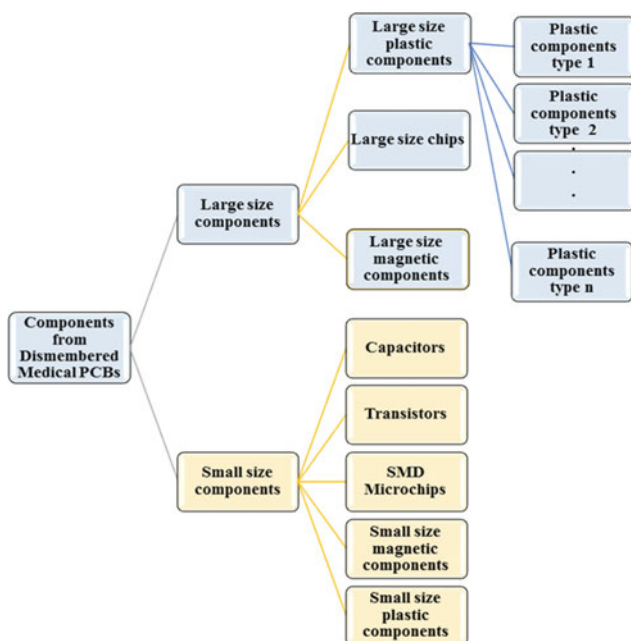 Large size
plastic
components
Plastic
components
type 1
Plastic
components
type 2
.
.
.
Large size chips
Large size
components
Large size
magnetic
components
Plastic
components
type n
Components
from
Dismembered
Medical PCBs
Capacitors
Transistors
Small size
components
SMD
Microchips
Small size
magnetic
components
Small size
plastic
components